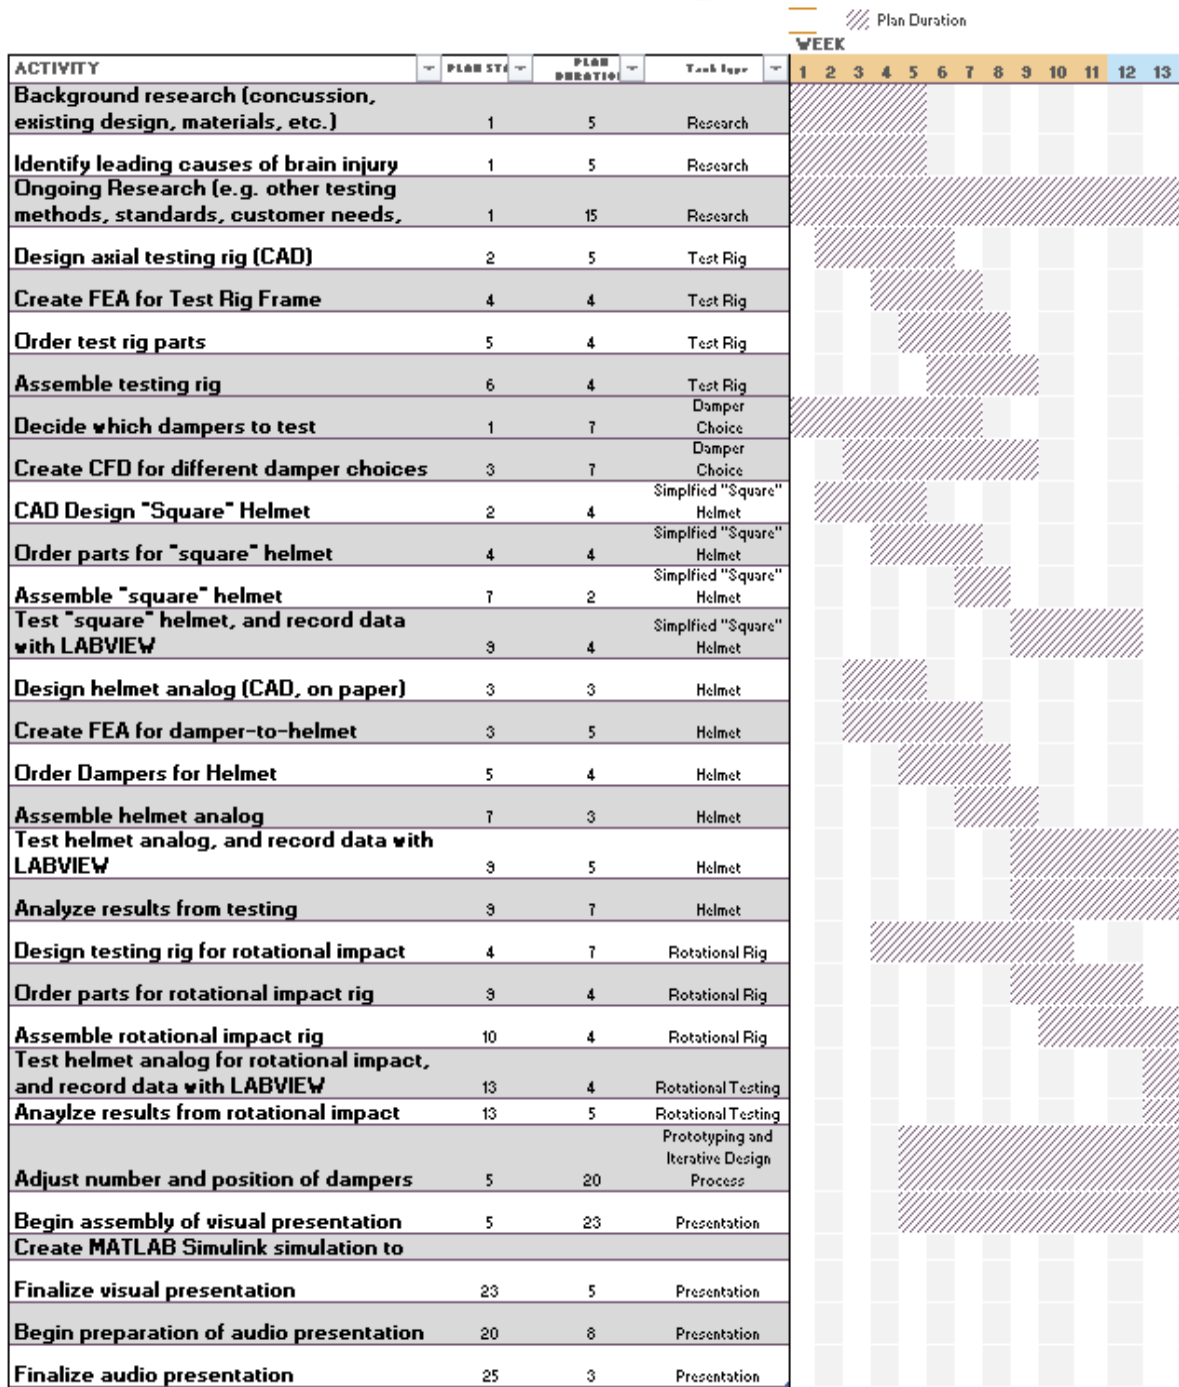 Plan Duration
WEEK
ACTIVITY PLAN STA PLAN DURATION Task type 1 2 3 4 5 6 7 8 9 10 11 12 13
Background research (concussion,
existing design, materials, etc.) 1 5 Research
Identify leading causes of brain injury 1 5 Research
Ongoing Research (e.g. other testing
methods, standards, customer needs, 1 15 Research
Design axial testing rig (CAD) 2 5 Test Rig
Create FEA for Test Rig Frame 4 4 Test Rig
Order test rig parts 5 4 Test Rig
Assemble testing rig 6 4 Test Rig
Damper
Decide which dampers to test 1 7 Choice
Damper
Create CFD for different damper choices 3 7 Choice
Simplfied "Square"
CAD Design "Square" Helmet 2 4 Helmet
Simplfied "Square"
Order parts for "square" helmet 4 4 Helmet
Simplfied "Square"
Assemble "square" helmet 7 2 Helmet
Test "square" helmet, and record data Simplfied "Square"
with LABVIEW 9 4 Helmet
Design helmet analog (CAD, on paper) 3 3 Helmet
Create FEA for damper-to-helmet 3 5 Helmet
Order Dampers for Helmet 5 4 Helmet
Assemble helmet analog 7 3 Helmet
Test helmet analog, and record data with
LABVIEW 9 5 Helmet
Analyze results from testing 9 7 Helmet
Design testing rig for rotational impact 4 7 Rotational Rig
Order parts for rotational impact rig 9 4 Rotational Rig
Assemble rotational impact rig 10 4 Rotational Rig
Test helmet analog for rotational impact,
and record data with LABVIEW 13 4 Rotational Testing
Anaylze results from rotational impact 13 5 Rotational Testing
Prototyping and
Iterative Design
Adjust number and position of dampers 5 20 Process
Begin assembly of visual presentation 5 23 Presentation
Create MATLAB Simulink simulation to
Finalize visual presentation 23 5 Presentation
Begin preparation of audio presentation 20 8 Presentation
Finalize audio presentation 25 3 Presentation